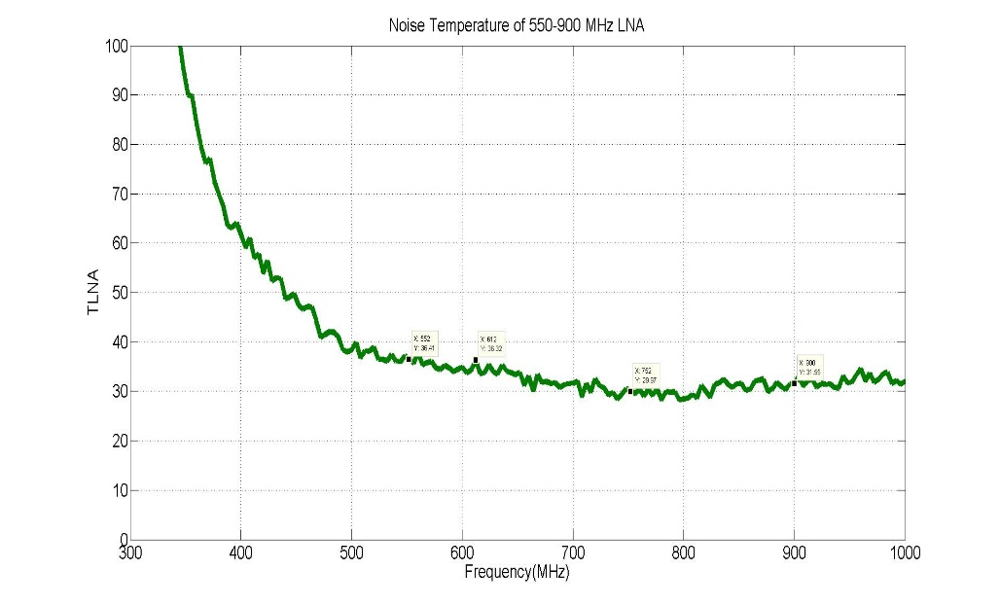 Noise Temperature of 550-900 MHz LNA
100
90
80
70
60
50
40
30
20
10
0
TLNA
X: 552
Y: 36.41
X: 612
Y: 36.32
X: 752
Y: 29.97
X: 900
Y: 31.55
300 400 500 600 700 800 900 1000
Frequency(MHz)